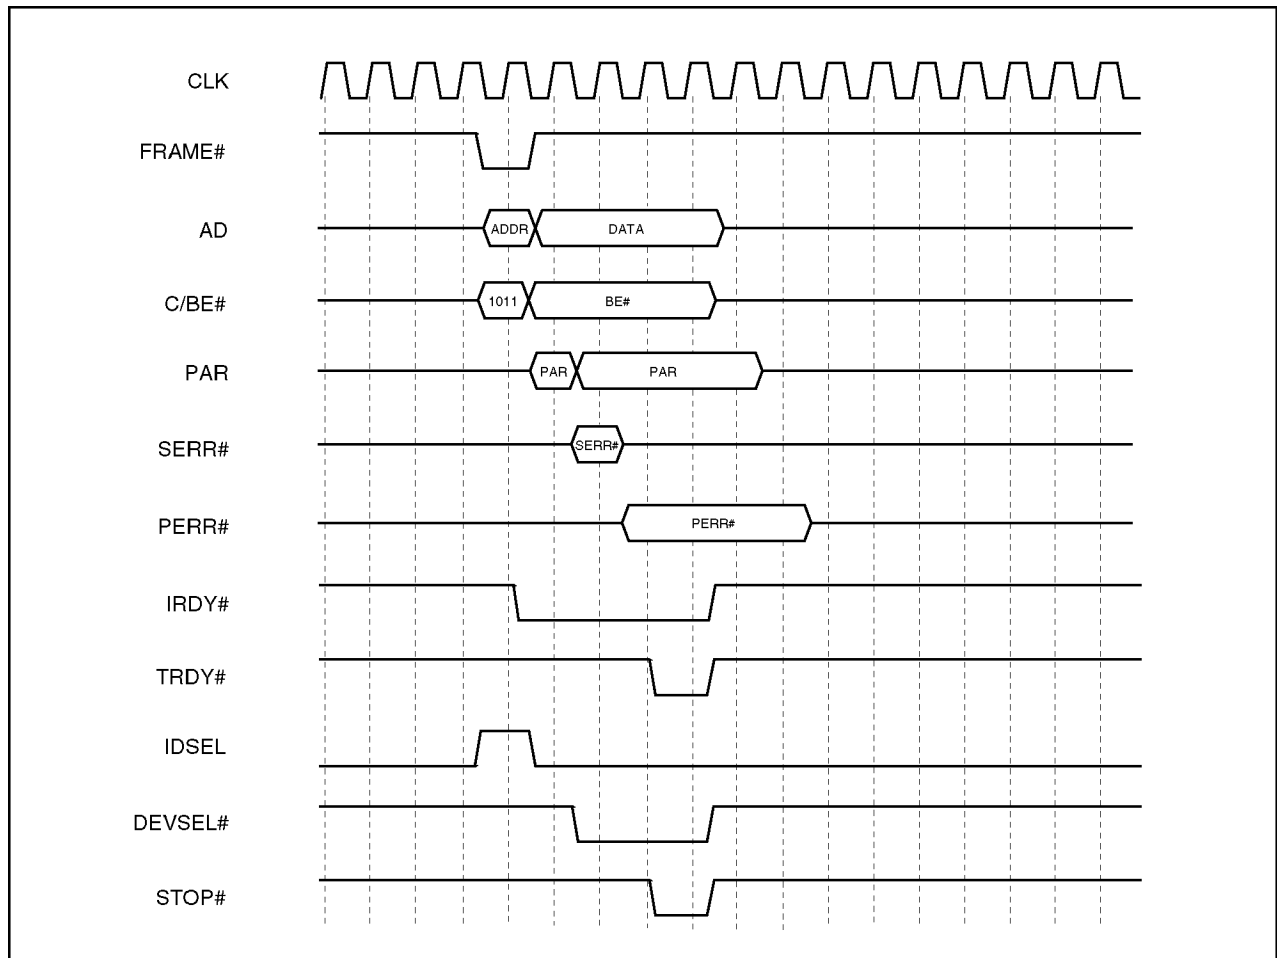 CLK
FRAME#
AD
ADDR DATA
C/BE#
1011 BE#
PAR
PAR PAR
SERR#
SERR#
PERR#
PERR#
IRDY#
TRDY#
IDSEL
DEVSEL#
STOP#